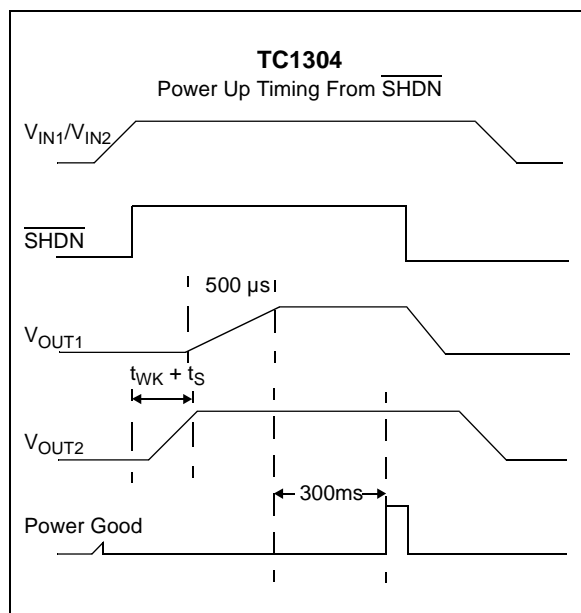 TC1304
Power Up Timing From SHDN
VIN1/VIN2
SHDN
500 µs
VOUT1
tWK + tS
VOUT2
300ms
Power Good